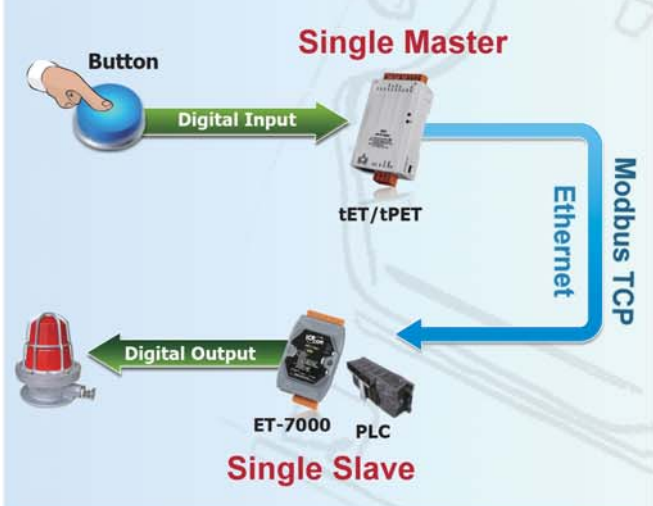 Single Master
Button
Digital Input
tET/tPET
Modbus TCP
Ethernet
Digital Output
ET-7000
PLC
Single Slave